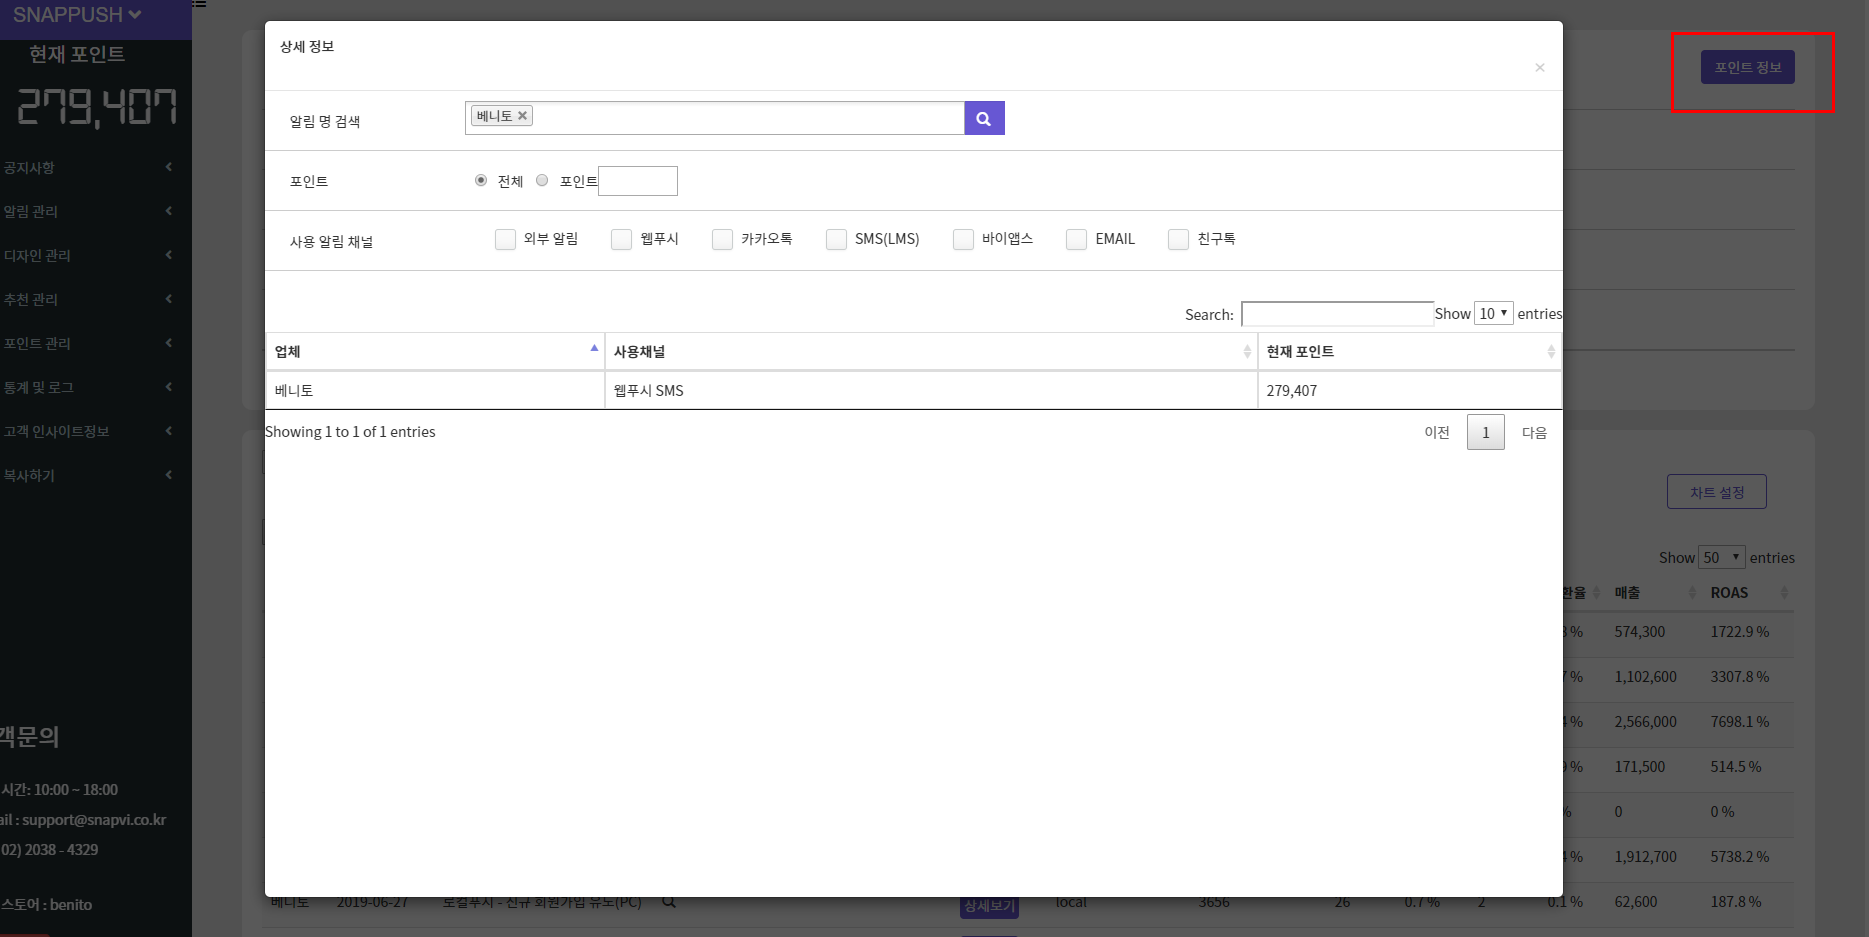 SNAPPUSH
현재 포인트
279,407
공지사항
알림 관리
디자인 관리
추천 관리
포인트 관리
통계 및 로그
고객 인사이트정보
복사하기
객문의
시간: 10:00 ~ 18:00
ail : support@snapvi.co.kr
02) 2038 - 4329
스토어 : benito
포인트 정보
상세 정보
×
알림 명 검색
베니토 ×
포인트 전체 포인트
사용 알림 채널 외부 알림 웹푸시 카카오톡 SMS(LMS) 바이앱스 EMAIL 친구톡
Search: Show 10 entries
업체 사용채널 현재 포인트
베니토 웹푸시 SMS 279,407
Showing 1 to 1 of 1 entries 이전 1 다음
차트 설정
Show 50 entries
환율 매출 ROAS
% 574,300 1722.9 %
% 1,102,600 3307.8 %
% 2,566,000 7698.1 %
% 171,500 514.5 %
% 0 0 %
% 1,912,700 5738.2 %
베니토 2019-06-27 로컬푸시 - 신규 회원가입 유도(PC) 상세보기 local 3656 26 0.7 % 2 0.1 % 62,600 187.8 %